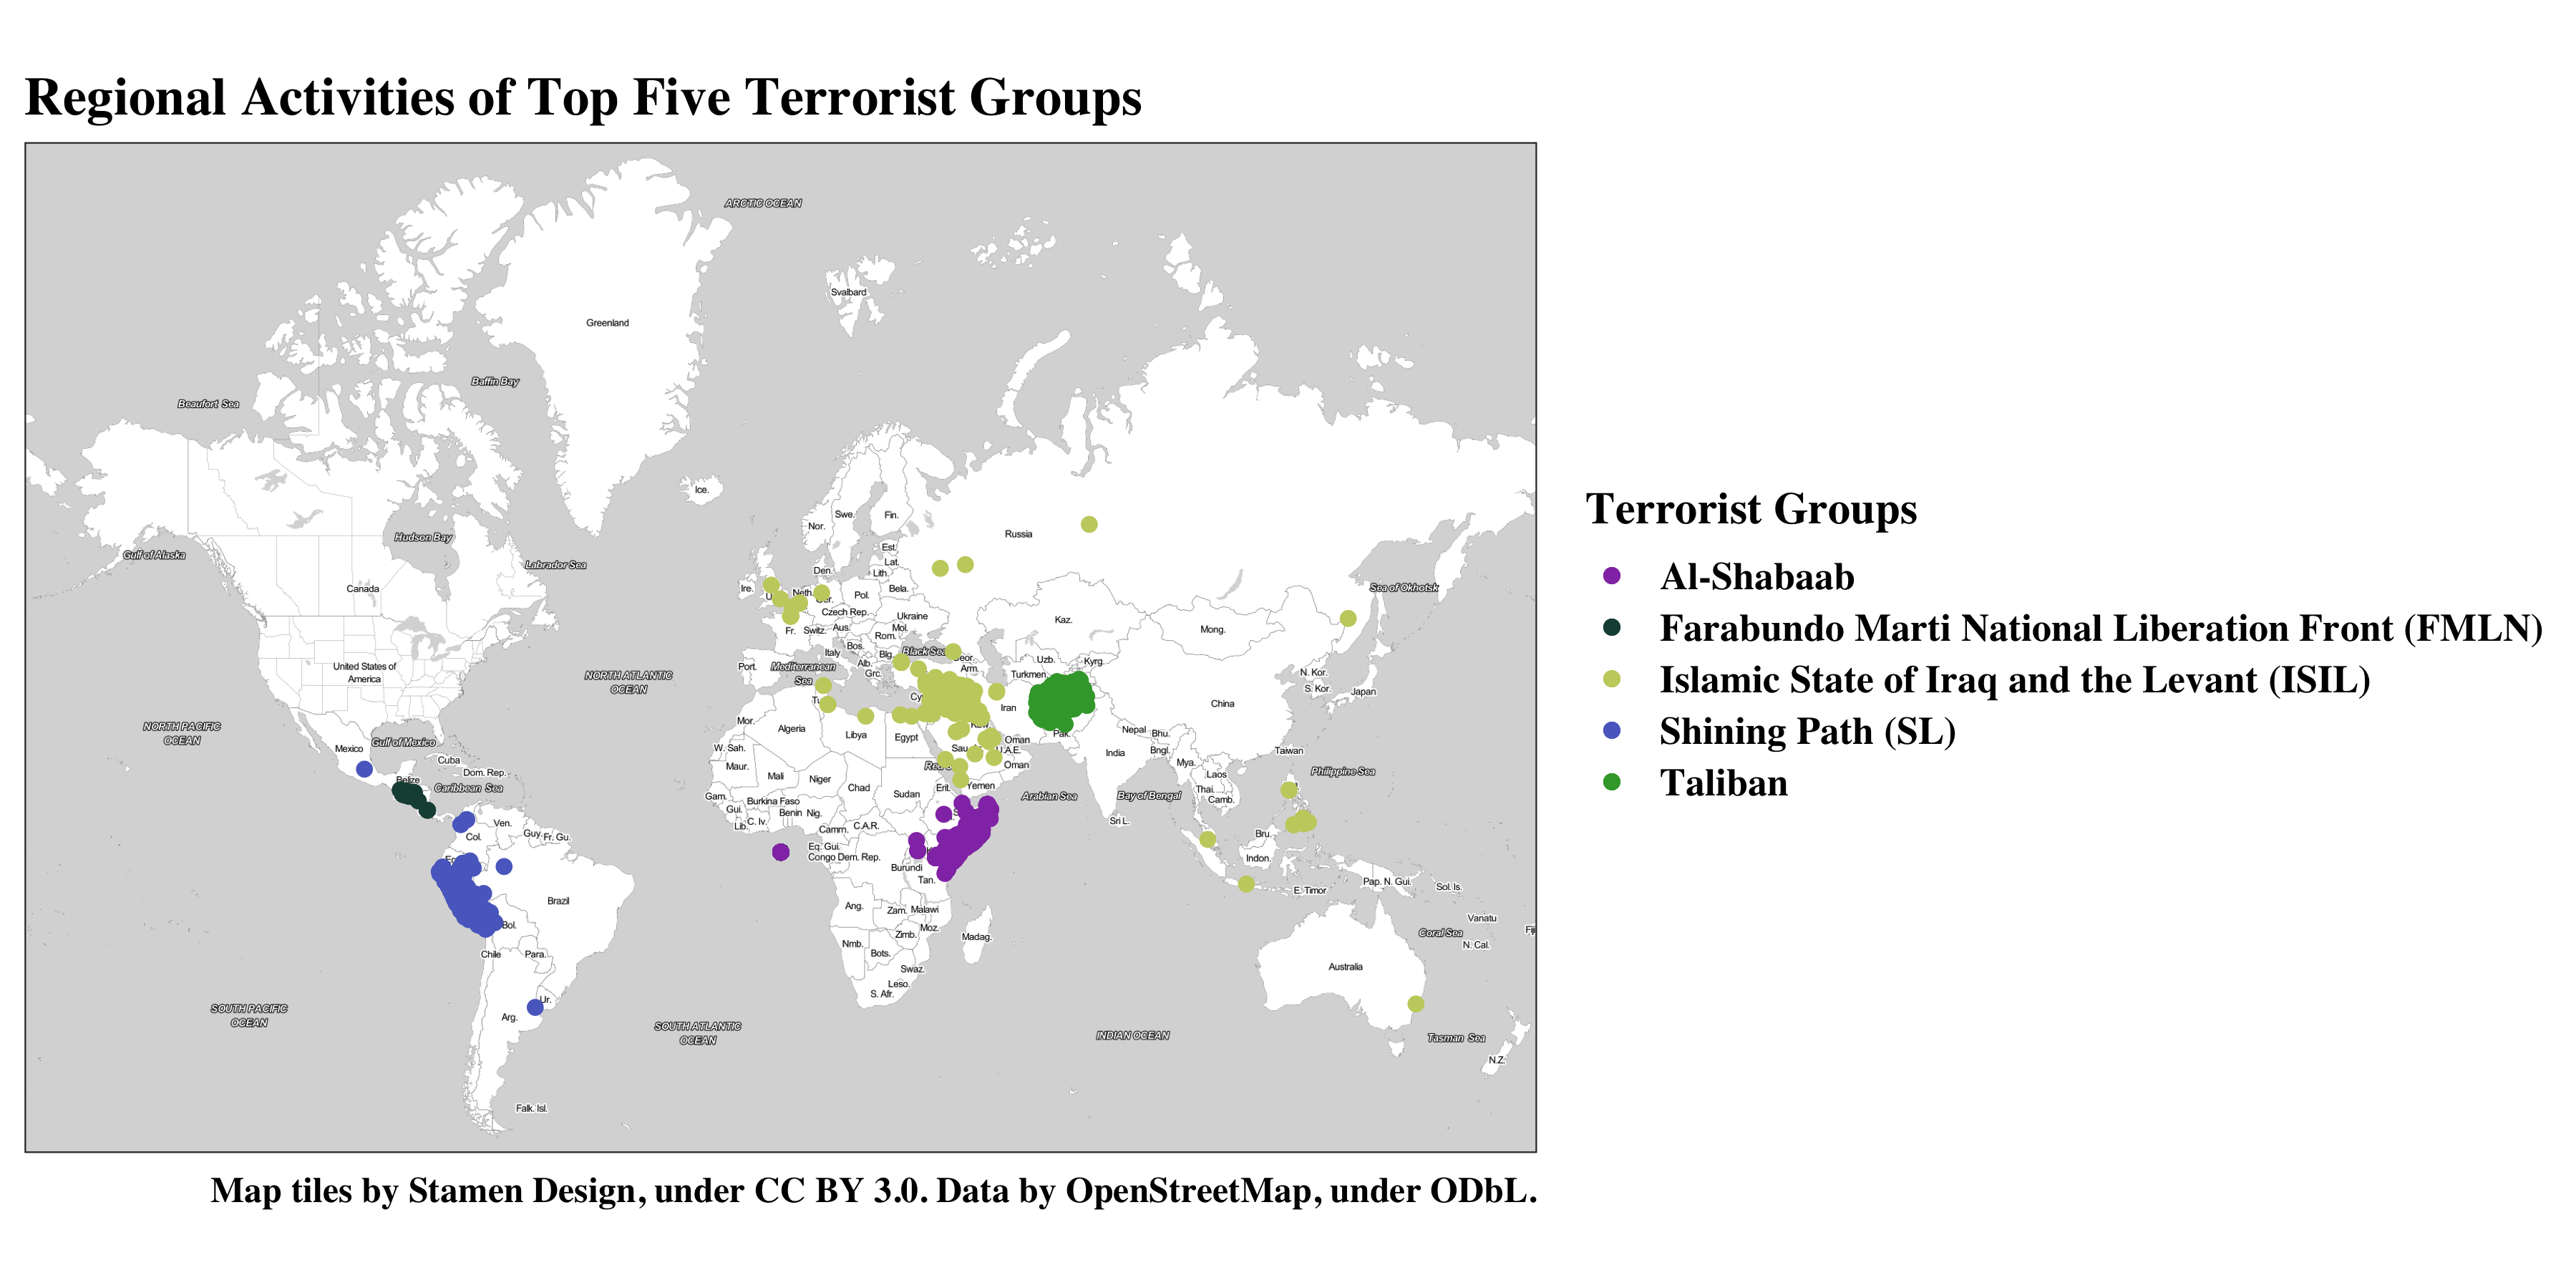 Regional Activities of Top Five Terrorist Groups
ARCTIC OCEAN
Svalbard
Greenland
Baffin Bay
Beaufort Sea
Ice.
Swe.
Fin.
Nor.
Russia
Hudson Bay
Gulf of Alaska
Labrador Sea
Est.
Lat.
Lith.
Den.
Canada
Ire.
Neth.
Pol.
Bela.
Sea of Okhotsk
Czech Rep.
Ukraine
Kaz.
Mong.
Fr.
Switz.
Aus.
Mol.
Rom.
Bos.
Italy
Blg.
Black Sea
Alb.
Grc.
Arm.
Uzb.
Kyrg.
Turkmen.
Port.
Mediterranean
Sea
United States of
America
NORTH ATLANTIC
OCEAN
N. Kor.
S. Kor.
Japan
China
Iran
NORTH PACIFIC
OCEAN
Mor.
Algeria
Libya
Egypt
Pak.
Nepal
Bhu.
Mexico
Gulf of Mexico
W. Sah.
Oman
U.A.E.
India
Bngl.
Taiwan
Cuba
Dom. Rep.
Maur.
Mali
Niger
Chad
Oman
Mya.
Laos
Philippine Sea
Belize
Caribbean Sea
Gam.
Burkina Faso
Sudan
Erit.
Yemen
Arabian Sea
Bay of Bengal
Thai.
Camb.
Gui.
Benin
Nig.
Lib.
C. Iv.
Camrn.
C.A.R.
Sri L.
Ven.
Col.
Guy.
Fr. Gu.
Bru.
Indon.
Eq. Gui.
Congo
Dem. Rep.
Burundi
Tan.
Pap. N. Gui.
Sol. Is.
E. Timor
Brazil
Ang.
Zam.
Malawi
Vanatu
Bol.
Moz.
Zimb.
Madag.
Coral Sea
N. Cal.
Fiji
Nmb.
Bots.
Chile
Para.
Swaz.
Australia
Leso.
S. Afr.
Ur.
Arg.
SOUTH PACIFIC
OCEAN
SOUTH ATLANTIC
OCEAN
INDIAN OCEAN
Tasman Sea
N.Z.
Falk. Isl.
Terrorist Groups
Al-Shabaab
Farabundo Marti National Liberation Front (FMLN)
Islamic State of Iraq and the Levant (ISIL)
Shining Path (SL)
Taliban
Map tiles by Stamen Design, under CC BY 3.0. Data by OpenStreetMap, under ODbL.